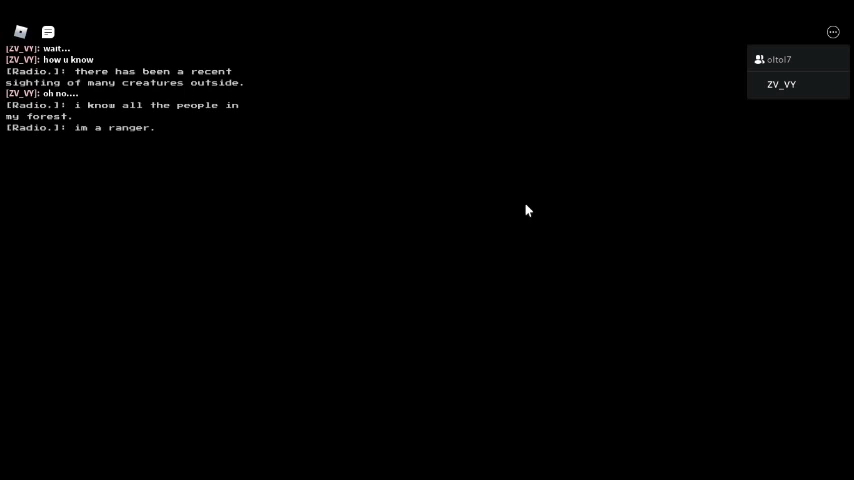 [ZV_VY]: wait...
[ZV_VY]: how u know
[Radio.]: there has been a recent
sighting of many creatures outside.
[ZV_VY]: oh no....
[Radio.]: i know all the people in
my forest.
[Radio.]: im a ranger.
oltol7
ZV_VY